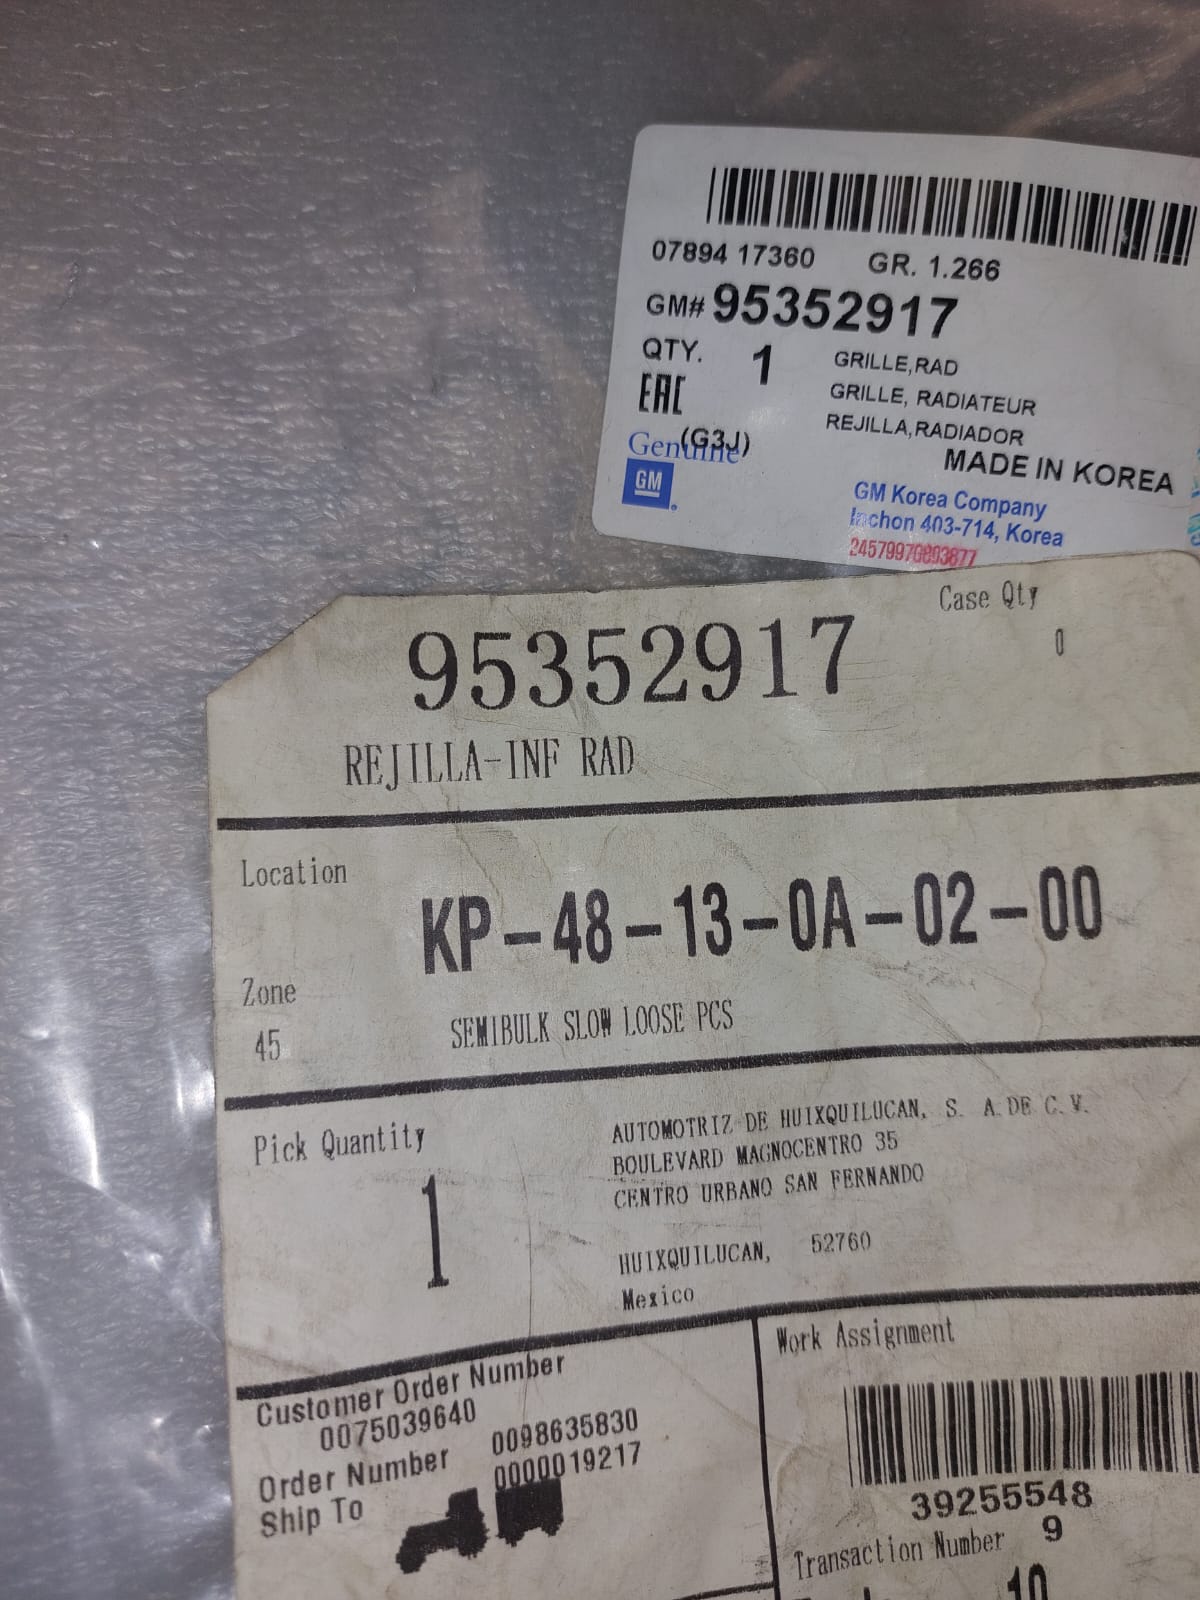 07894 17360 GR. 1.266
GM# 95352917
QTY. 1 GRILLE,RAD
EAC GRILLE, RADIATEUR
REJILLA,RADIADOR
(G3J)
Genuine
MADE IN KOREA
GM
GM Korea Company
Inchon 403-714, Korea
24579970893877
Case Qty
0
95352917
REJILLA-INF RAD
Location
KP-48-13-0A-02-00
Zone
45
SEMIBULK SLOW LOOSE PCS
Pick Quantity
1
AUTOMOTRIZ DE HUIXQUILUCAN, S. A.DE C.V.
BOULEVARD MAGNOCENTRO 35
CENTRO URBANO SAN FERNANDO
HUIXQUILUCAN, 52760
Mexico
Customer Order Number
0075039640
Order Number 0098635830
Ship To 0000019217
Work Assignment
39255548
Transaction Number 9
10